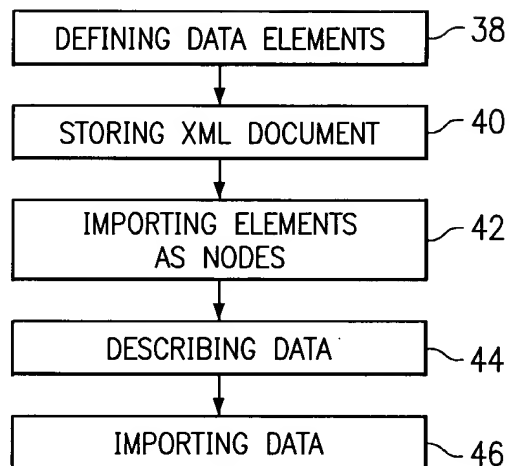 DEFINING DATA ELEMENTS 38
STORING XML DOCUMENT 40
IMPORTING ELEMENTS
AS NODES 42
DESCRIBING DATA 44
IMPORTING DATA 46